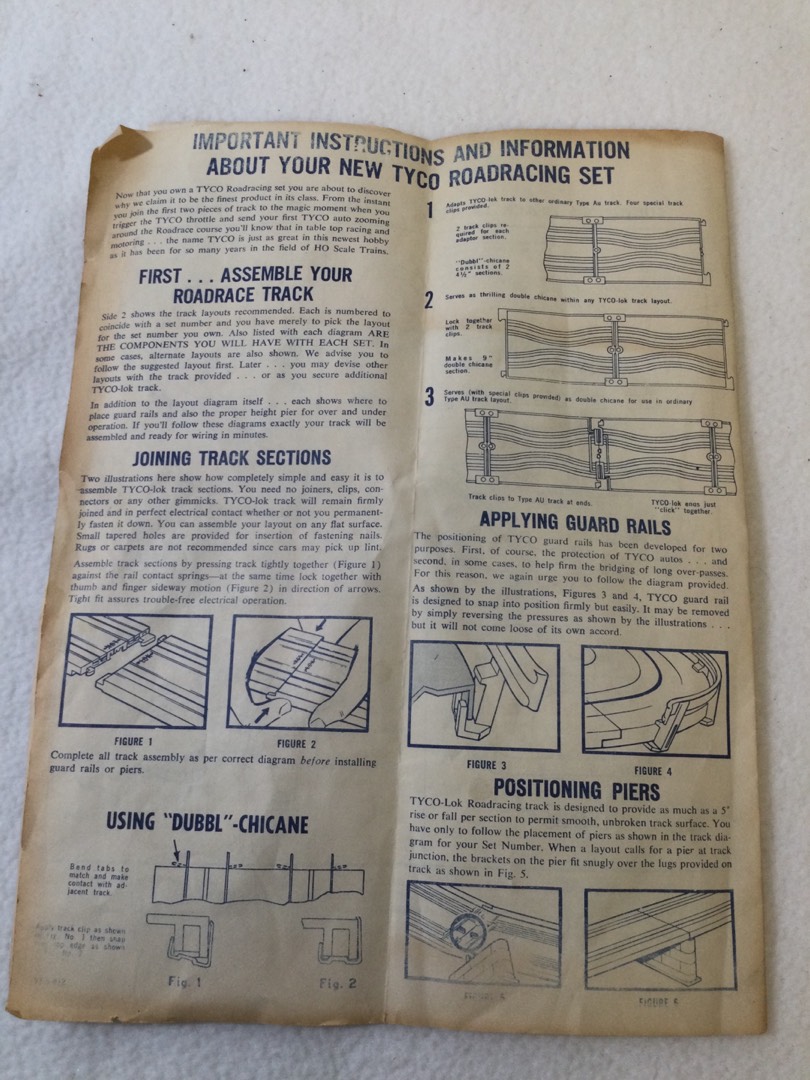 IMPORTANT INSTRUCTIONS AND INFORMATION
ABOUT YOUR NEW TYCO ROADRACING SET
Now that you own a TYCO Roadracing set you are about to discover
why we claim it to be the finest product in its class. From the instant
you join the first two pieces of track to the magic moment when you
trigger the TYCO throttle and send your first TYCO auto zooming
around the Roadrace course you'll know that in table top racing and
motoring . . . the name TYCO is just as great in this newest hobby
as it has been for so many years in the field of HO Scale Trains.
FIRST . . . ASSEMBLE YOUR
ROADRACE TRACK
Side 2 shows the track layouts recommended. Each is numbered to
coincide with a set number and you have merely to pick the layout
for the set number you own. Also listed with each diagram ARE
THE COMPONENTS YOU WILL HAVE WITH EACH SET. In
some cases, alternate layouts are also shown. We advise you to
follow the suggested layout first. Later . . . you may devise other
layouts with the track provided . . . or as you secure additional
TYCO-lok track.
In addition to the layout diagram itself . . . each shows where to
place guard rails and also the proper height pier for over and under
operation. If you'll follow these diagrams exactly your track will be
assembled and ready for wiring in minutes.
JOINING TRACK SECTIONS
Two illustrations here show how completely simple and easy it is to
assemble TYCO-lok track sections. You need no joiners, clips, con-
nectors or any other gimmicks. TYCO-lok track will remain firmly
joined and in perfect electrical contact whether or not you permanent-
ly fasten it down. You can assemble your layout on any flat surface.
Small tapered holes are provided for insertion of fastening nails.
Rugs or carpets are not recommended since cars may pick up lint.
Assemble track sections by pressing track tightly together (Figure 1)
against the rail contact springs—at the same time lock together with
thumb and finger sideway motion (Figure 2) in direction of arrows.
Tight fit assures trouble-free electrical operation.
FIGURE 1
FIGURE 2
Complete all track assembly as per correct diagram before installing
guard rails or piers.
USING "DUBBL"-CHICANE
Bend tabs to
match and make
contact with ad-
jacent track.
track clip as shown
No. 1 then snap
edge as shown
Fig. 1
Fig. 2
1
Adapts TYCO-lok track to other ordinary Type Au track. Four special track
clips provided.
2 track clips re-
quired for each
adaptor section.
"Dubbl"-chicane
consists of 2
4½" sections.
2
Serves as thrilling double chicane within any TYCO-lok track layout.
Lock together
with 2 track
clips.
Makes 9"
double chicane
section.
3
Serves (with special clips provided) as double chicane for use in ordinary
Type AU track layout.
Track clips to Type AU track at ends.
TYCO-lok ends just
"click" together.
APPLYING GUARD RAILS
The positioning of TYCO guard rails has been developed for two
purposes. First, of course, the protection of TYCO autos . . . and
second, in some cases, to help firm the bridging of long over-passes.
For this reason, we again urge you to follow the diagram provided.
As shown by the illustrations, Figures 3 and 4, TYCO guard rail
is designed to snap into position firmly but easily. It may be removed
by simply reversing the pressures as shown by the illustrations . . .
but it will not come loose of its own accord.
FIGURE 3
FIGURE 4
POSITIONING PIERS
TYCO-Lok Roadracing track is designed to provide as much as a 5°
rise or fall per section to permit smooth, unbroken track surface. You
have only to follow the placement of piers as shown in the track dia-
gram for your Set Number. When a layout calls for a pier at track
junction, the brackets on the pier fit snugly over the lugs provided on
track as shown in Fig. 5.
FIGURE 5
FIGURE 6